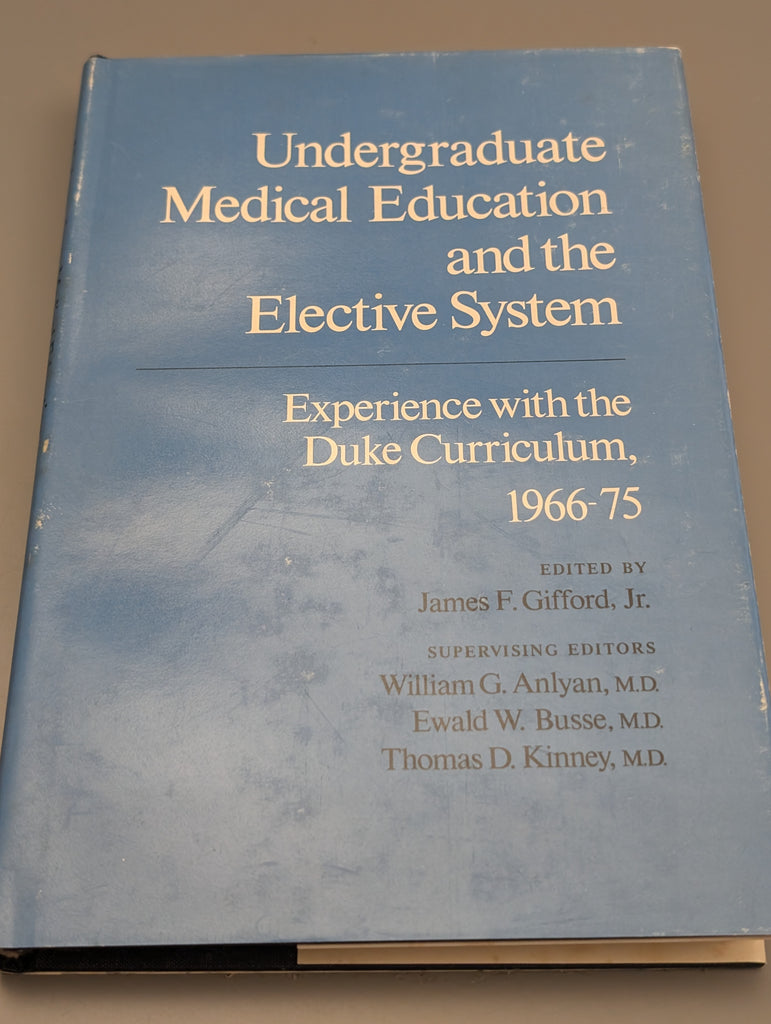 Undergraduate
Medical Education
and the
Elective System
Experience with the
Duke Curriculum,
1966-75
EDITED BY
James F. Gifford, Jr.
SUPERVISING EDITORS
William G. Anlyan, M.D.
Ewald W. Busse, M.D.
Thomas D. Kinney, M.D.